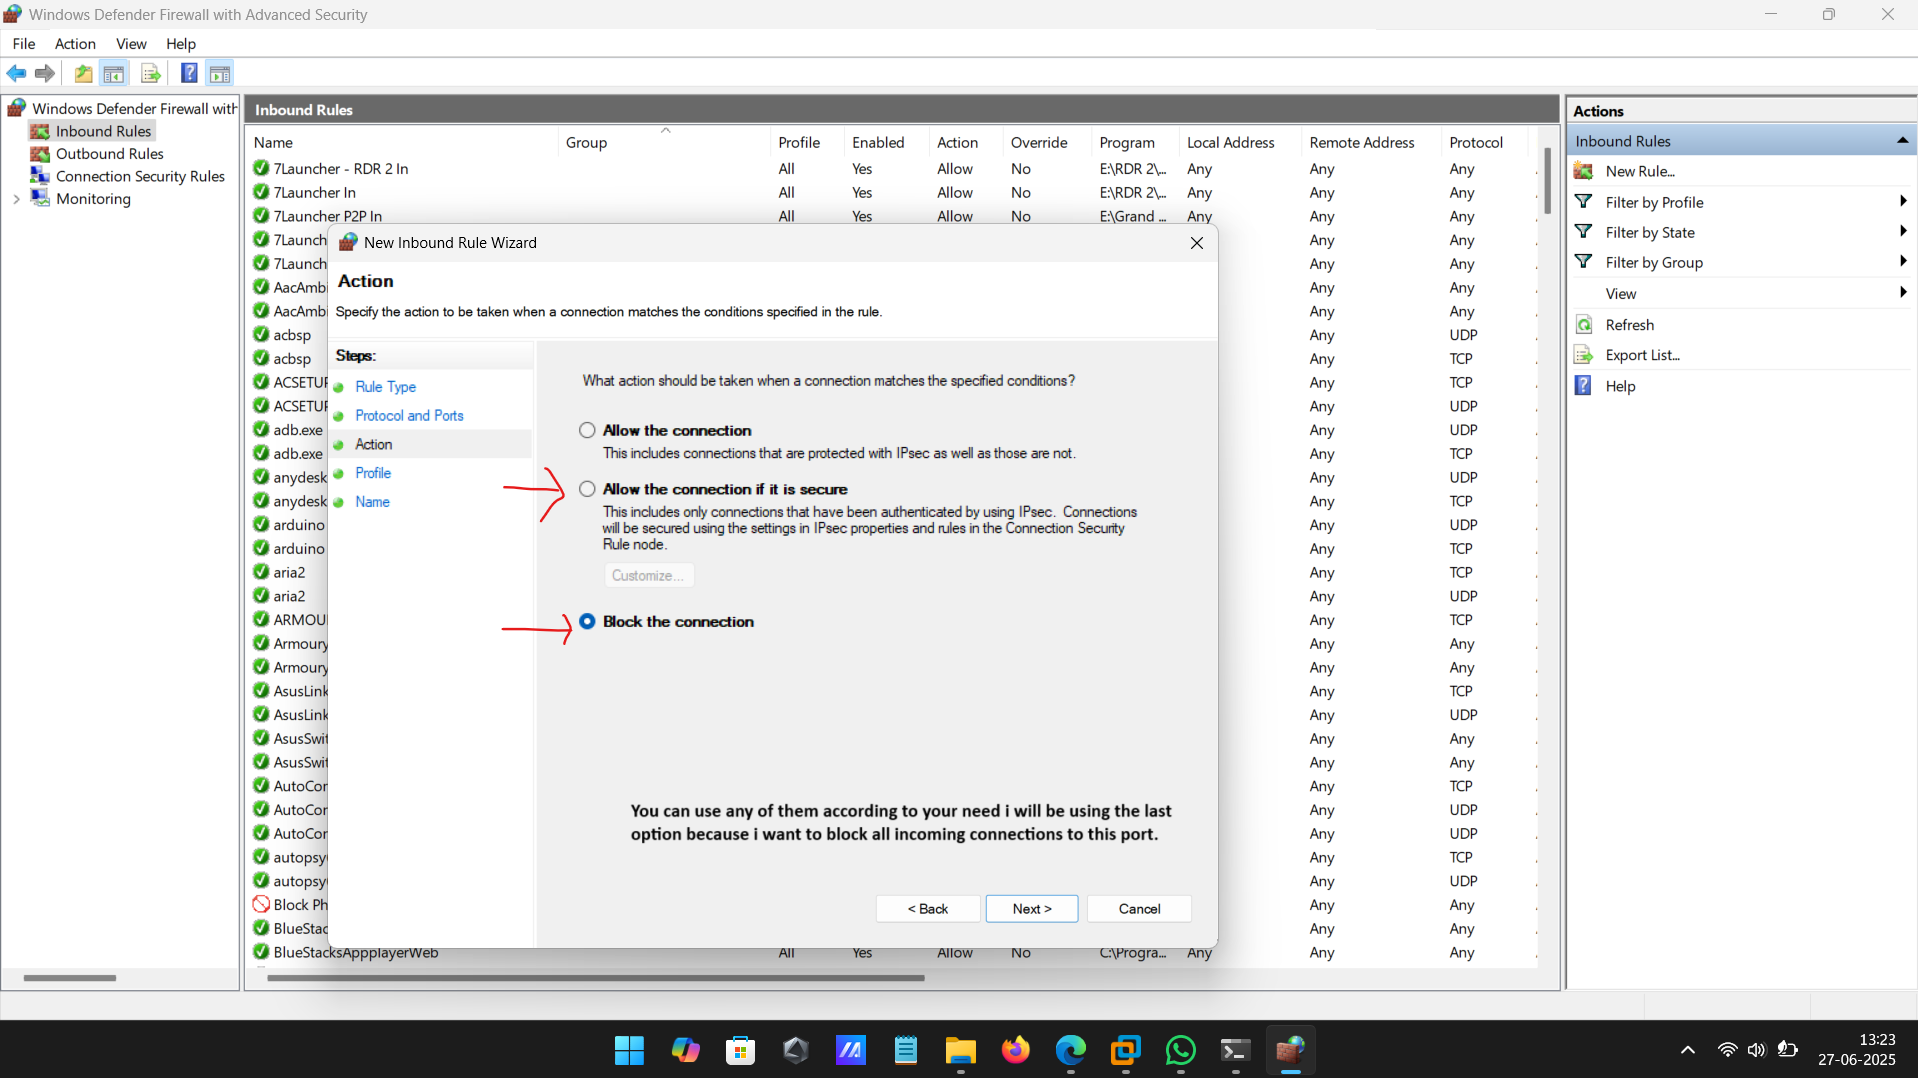 Windows Defender Firewall with Advanced Security
File Action View Help
Windows Defender Firewall with
Inbound Rules
Outbound Rules
Connection Security Rules
Monitoring
Inbound Rules
Name Group Profile Enabled Action Override Program Local Address Remote Address Protocol
7Launcher - RDR 2 In All Yes Allow No E:\RDR 2\... Any Any Any
7Launcher In All Yes Allow No E:\RDR 2\... Any Any Any
7Launcher P2P In All Yes Allow No E:\Grand ... Any Any Any
7Launch Any Any
7Launch Any Any
AacAmbi Any Any
AacAmbi Any Any
acbsp Any UDP
acbsp Any TCP
ACSETUP Any TCP
ACSETUP Any UDP
adb.exe Any UDP
adb.exe Any TCP
anydesk Any UDP
anydesk Any TCP
arduino Any UDP
arduino Any TCP
aria2 Any TCP
aria2 Any UDP
ARMOU Any TCP
Armoury Any Any
Armoury Any Any
AsusLink Any TCP
AsusLink Any UDP
AsusSwit Any Any
AsusSwit Any Any
AutoCor Any TCP
AutoCor Any UDP
AutoCor Any UDP
autopsy Any TCP
autopsy Any UDP
Block Ph Any Any
BlueStac Any Any
BlueStacksAppplayerWeb All Yes Allow No C:\Progra... Any Any Any
New Inbound Rule Wizard
Action
Specify the action to be taken when a connection matches the conditions specified in the rule.
Steps:
Rule Type
Protocol and Ports
Action
Profile
Name
What action should be taken when a connection matches the specified conditions?
Allow the connection
This includes connections that are protected with IPsec as well as those are not.
Allow the connection if it is secure
This includes only connections that have been authenticated by using IPsec. Connections
will be secured using the settings in IPsec properties and rules in the Connection Security
Rule node.
Customize...
Block the connection
You can use any of them according to your need i will be using the last
option because i want to block all incoming connections to this port.
< Back Next > Cancel
Actions
Inbound Rules
New Rule...
Filter by Profile
Filter by State
Filter by Group
View
Refresh
Export List...
Help
13:23
27-06-2025